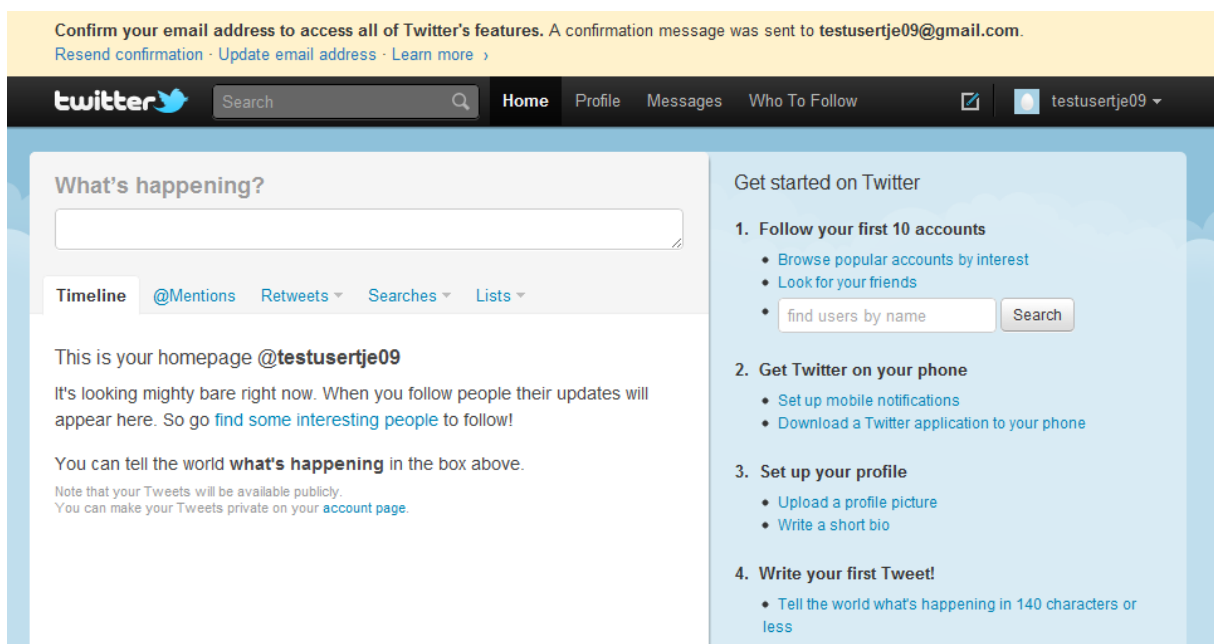 Confirm your email address to access all of Twitter's features. A confirmation message was sent to testusertje09@gmail.com.
Resend confirmation · Update email address · Learn more ›
twitter Search Home Profile Messages Who To Follow testusertje09
What's happening?
Timeline @Mentions Retweets Searches Lists
This is your homepage @testusertje09
It's looking mighty bare right now. When you follow people their updates will
appear here. So go find some interesting people to follow!
You can tell the world what's happening in the box above.
Note that your Tweets will be available publicly.
You can make your Tweets private on your account page.
Get started on Twitter
1. Follow your first 10 accounts
• Browse popular accounts by interest
• Look for your friends
• find users by name Search
2. Get Twitter on your phone
• Set up mobile notifications
• Download a Twitter application to your phone
3. Set up your profile
• Upload a profile picture
• Write a short bio
4. Write your first Tweet!
• Tell the world what's happening in 140 characters or
less